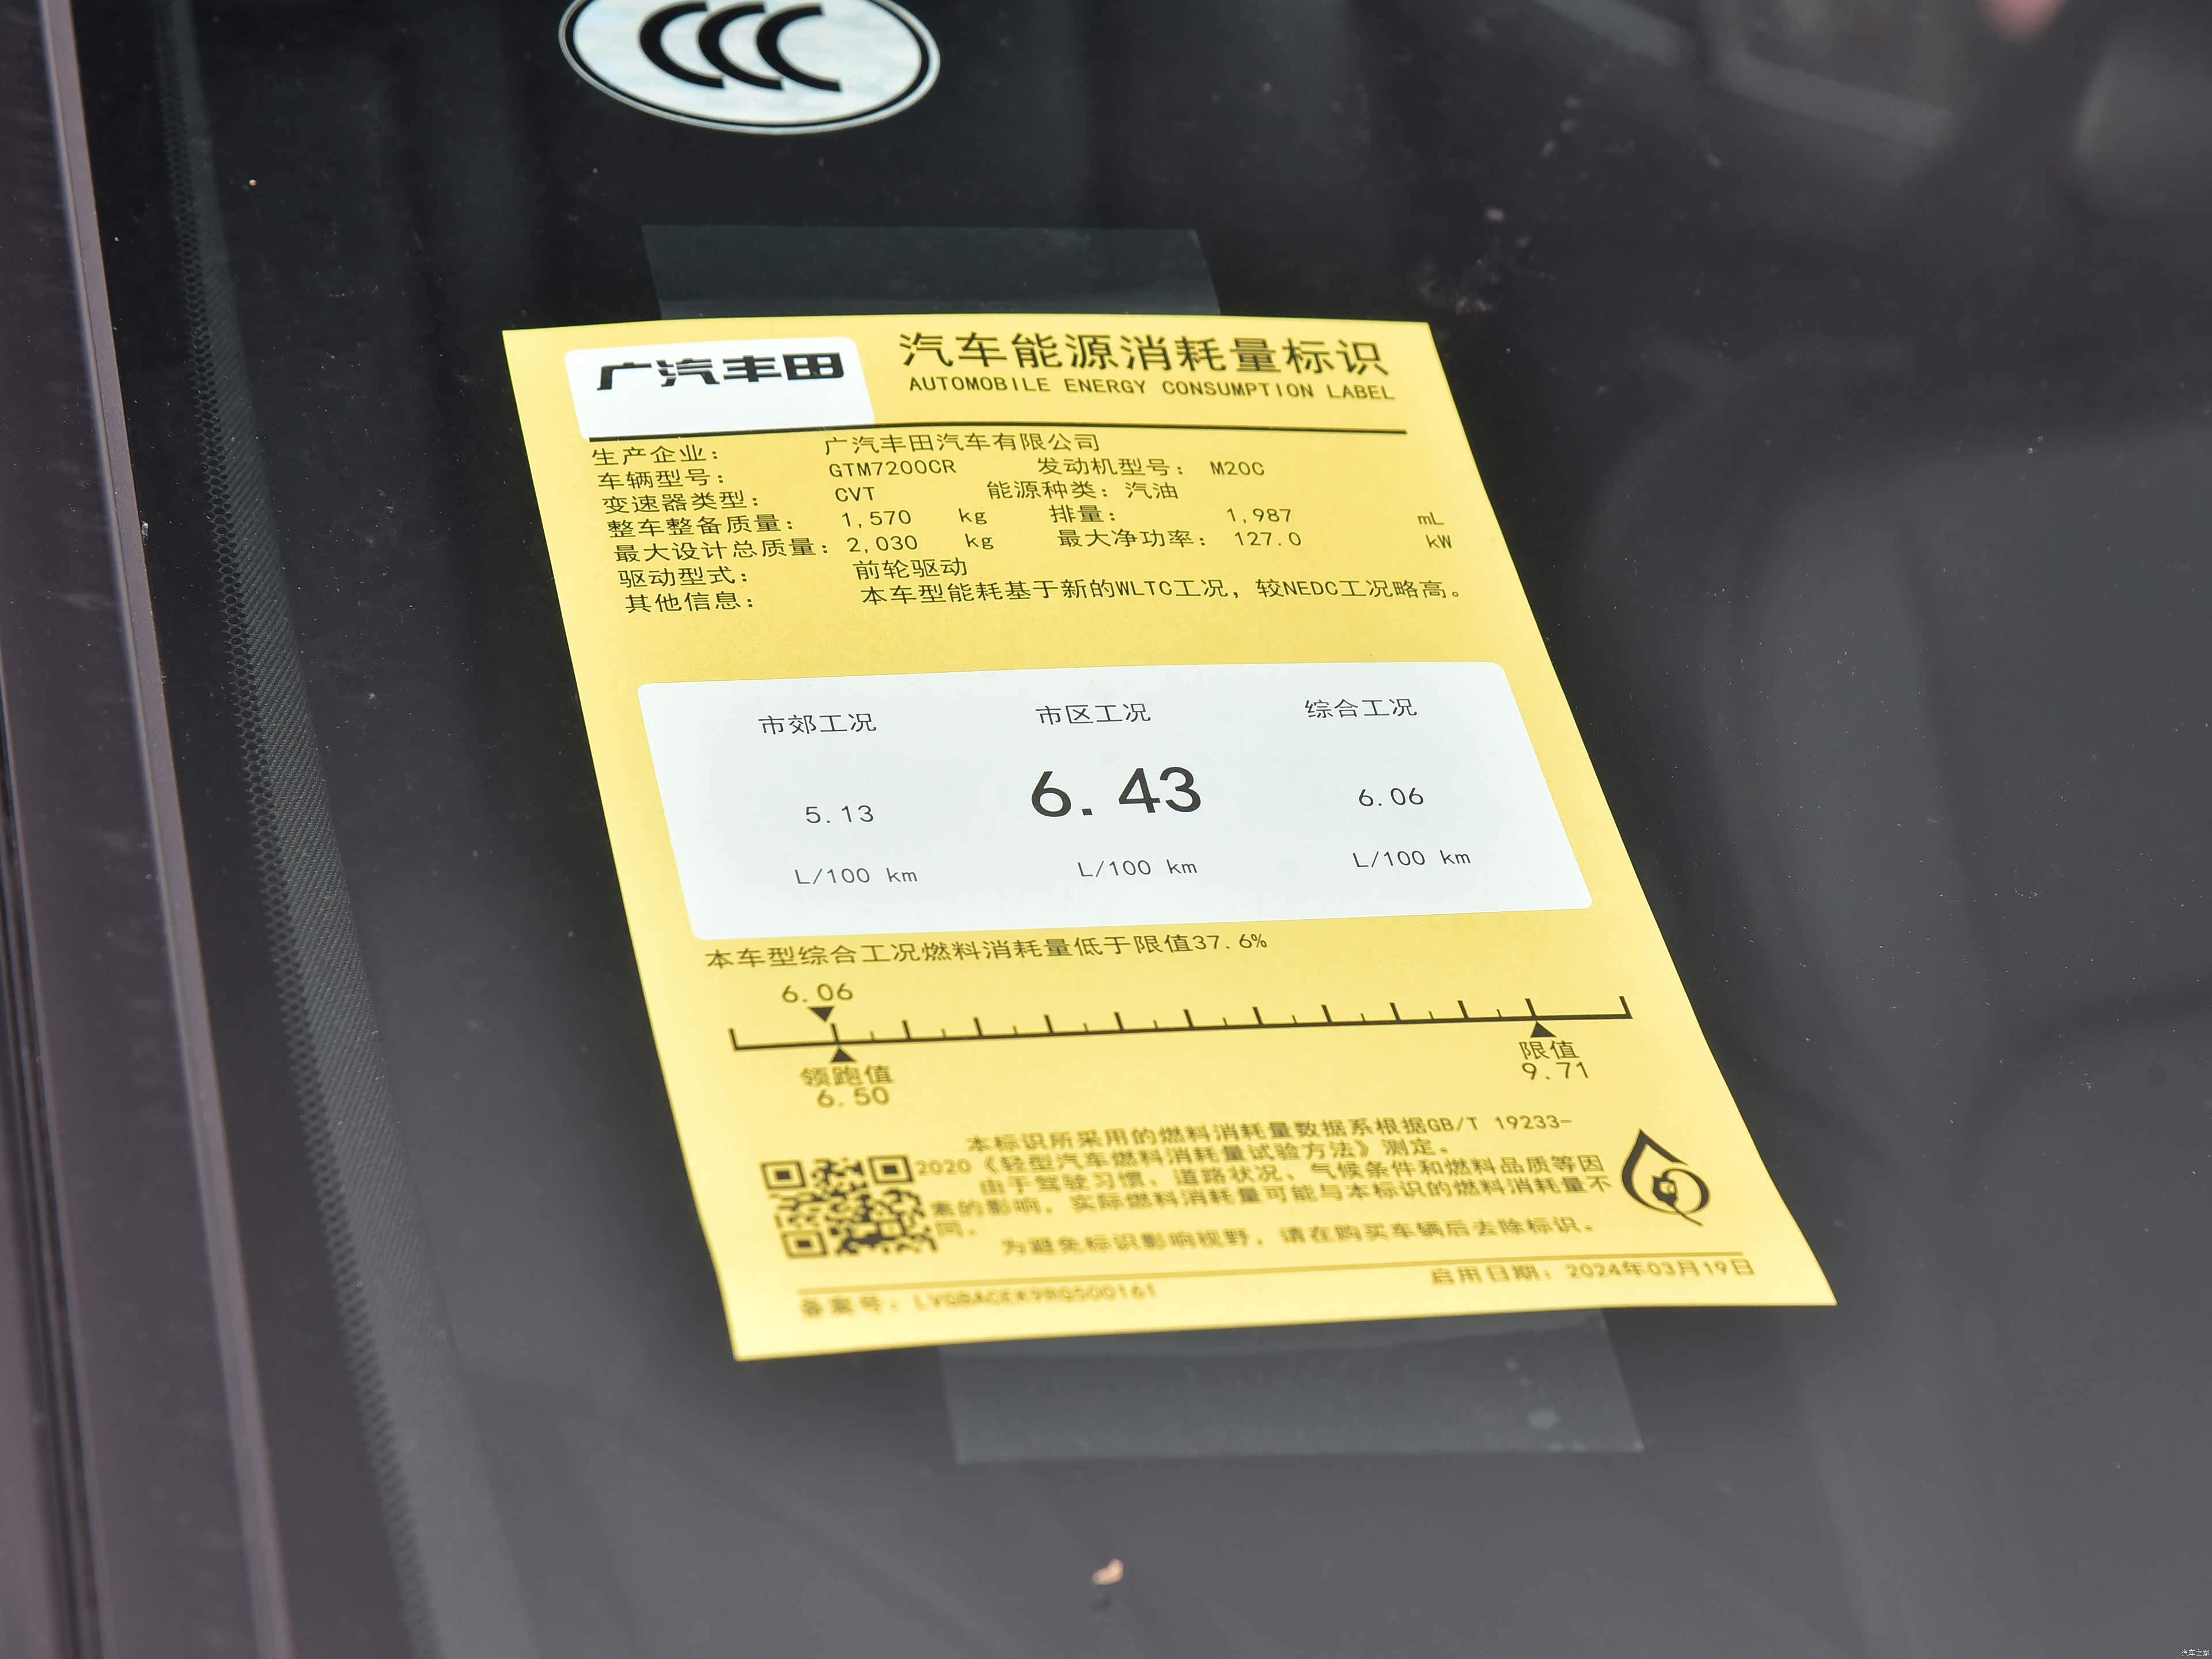 CCC
广汽丰田
汽车能源消耗量标识
AUTOMOBILE ENERGY CONSUMPTION LABEL
生产企业： 广汽丰田汽车有限公司
车辆型号： GTM7200CR 发动机型号： M20C
变速器类型： CVT 能源种类：汽油
整车整备质量： 1,570 kg 排量： 1,987 mL
最大设计总质量：2,030 kg 最大净功率： 127.0 kW
驱动型式： 前轮驱动
其他信息： 本车型能耗基于新的WLTC工况，较NEDC工况略高。
市郊工况 市区工况 综合工况
5.13 6.43 6.06
L/100 km L/100 km L/100 km
本车型综合工况燃料消耗量低于限值37.6%
6.06
领跑值 限值
6.50 9.71
本标识所采用的燃料消耗量数据系根据GB/T 19233-
2020《轻型汽车燃料消耗量试验方法》测定。
由于驾驶习惯、道路状况、气候条件和燃料品质等因
素的影响，实际燃料消耗量可能与本标识的燃料消耗量不
同。
为避免标识影响视野，请在购买车辆后去除标识。
备案号： 启用日期：2024年03月19日
汽车之家